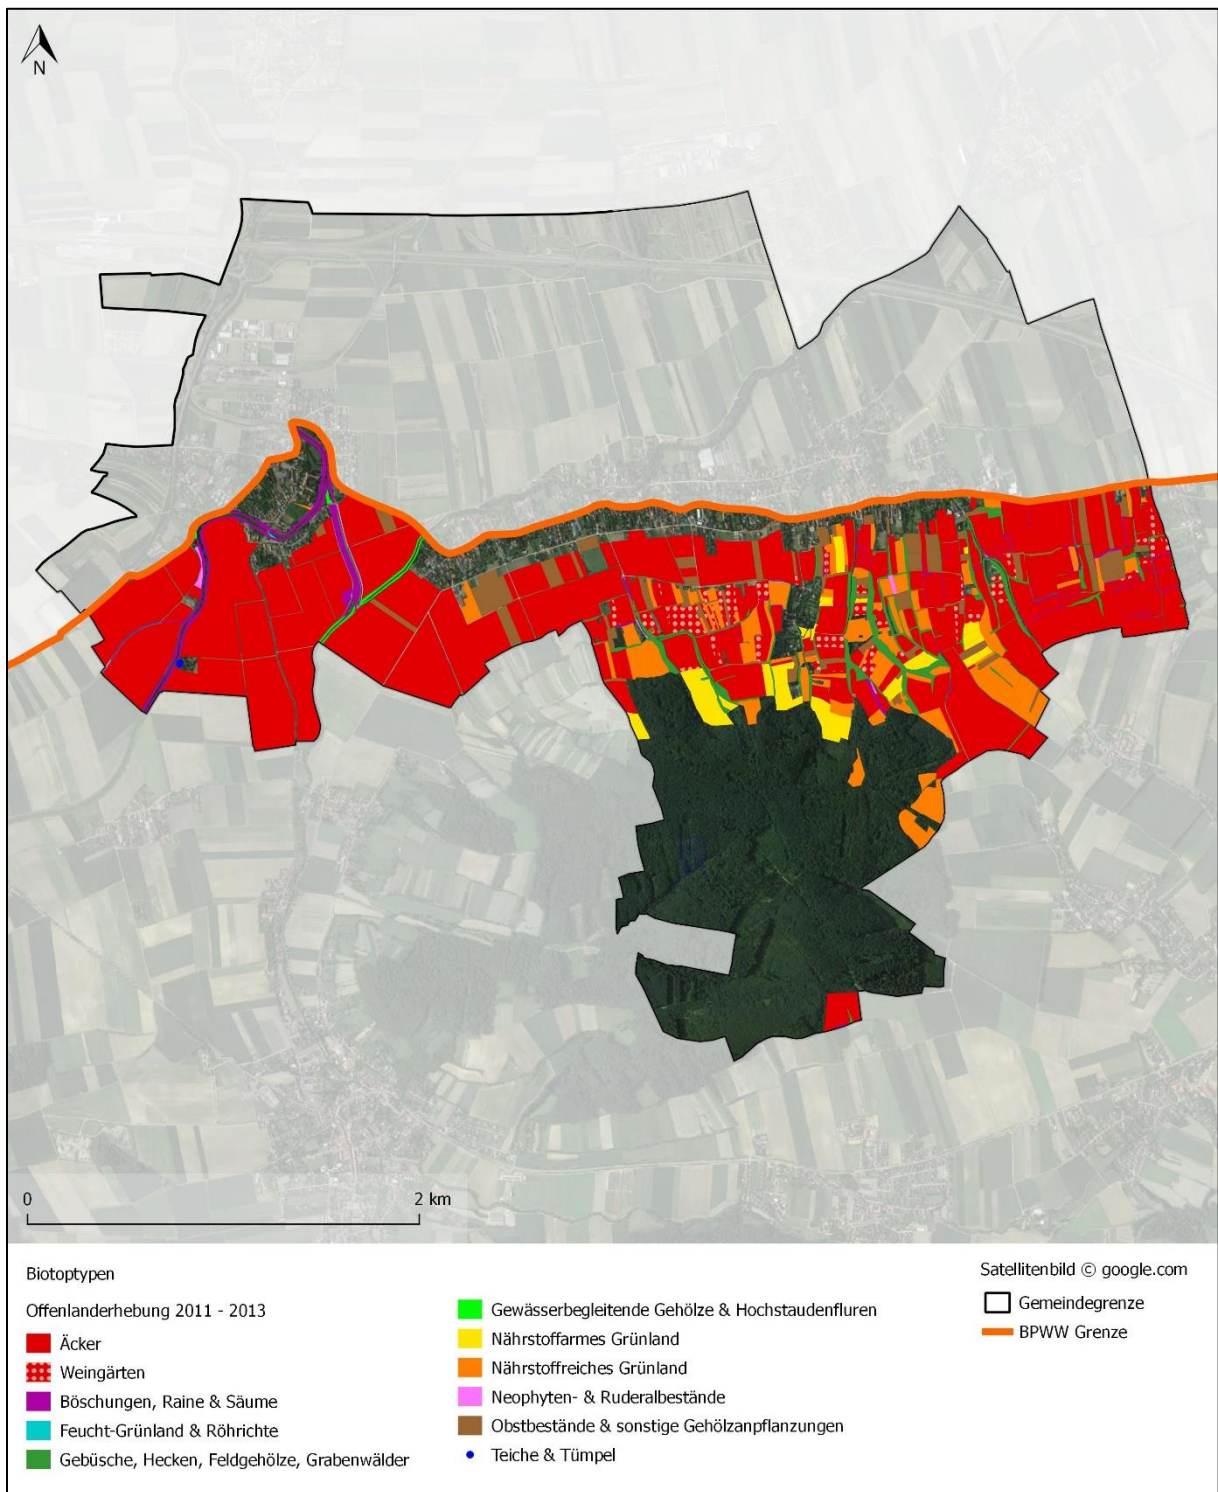 N
0 2 km
Biotoptypen
Offenlanderhebung 2011 - 2013
Äcker
Weingärten
Böschungen, Raine & Säume
Feucht-Grünland & Röhrichte
Gebüsche, Hecken, Feldgehölze, Grabenwälder
Gewässerbegleitende Gehölze & Hochstaudenfluren
Nährstoffarmes Grünland
Nährstoffreiches Grünland
Neophyten- & Ruderalbestände
Obstbestände & sonstige Gehölzanpflanzungen
Teiche & Tümpel
Satellitenbild © google.com
Gemeindegrenze
BPWW Grenze